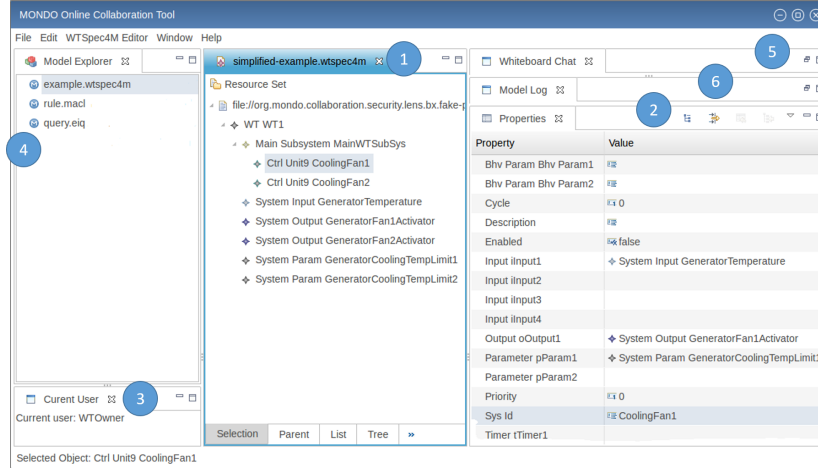 MONDO Online Collaboration Tool
File Edit WTSpec4M Editor Window Help
Model Explorer
example.wtspec4m
rule.macl
query.eiq
4
Curent User
3
Current user: WTOwner
simplified-example.wtspec4m
1
Resource Set
file://org.mondo.collaboration.security.lens.bx.fake-p
WT WT1
Main Subsystem MainWTSubSys
Ctrl Unit9 CoolingFan1
Ctrl Unit9 CoolingFan2
System Input GeneratorTemperature
System Output GeneratorFan1Activator
System Output GeneratorFan2Activator
System Param GeneratorCoolingTempLimit1
System Param GeneratorCoolingTempLimit2
Selection Parent List Tree »
Whiteboard Chat
5
Model Log
6
Properties
2
Property Value
Bhv Param Bhv Param1
Bhv Param Bhv Param2
Cycle 0
Description
Enabled false
Input iInput1 System Input GeneratorTemperature
Input iInput2
Input iInput3
Input iInput4
Output oOutput1 System Output GeneratorFan1Activator
Parameter pParam1 System Param GeneratorCoolingTempLimit1
Parameter pParam2
Priority 0
Sys Id CoolingFan1
Timer tTimer1
Selected Object: Ctrl Unit9 CoolingFan1